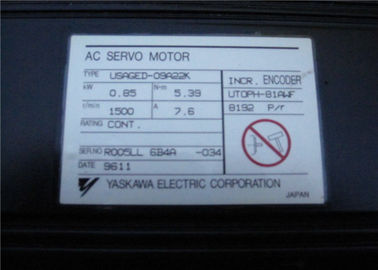 AC SERVO MOTOR
TYPE USAGED-09A22K
kW 0.85 N-m 5.39
r/min 1500 A 7.6
RATING CONT.
SER.NO R005LL 6B4A -034
DATE 9611
INCR. ENCODER
UTOPH-81AWF
8192 P/r
YASKAWA ELECTRIC CORPORATION
JAPAN